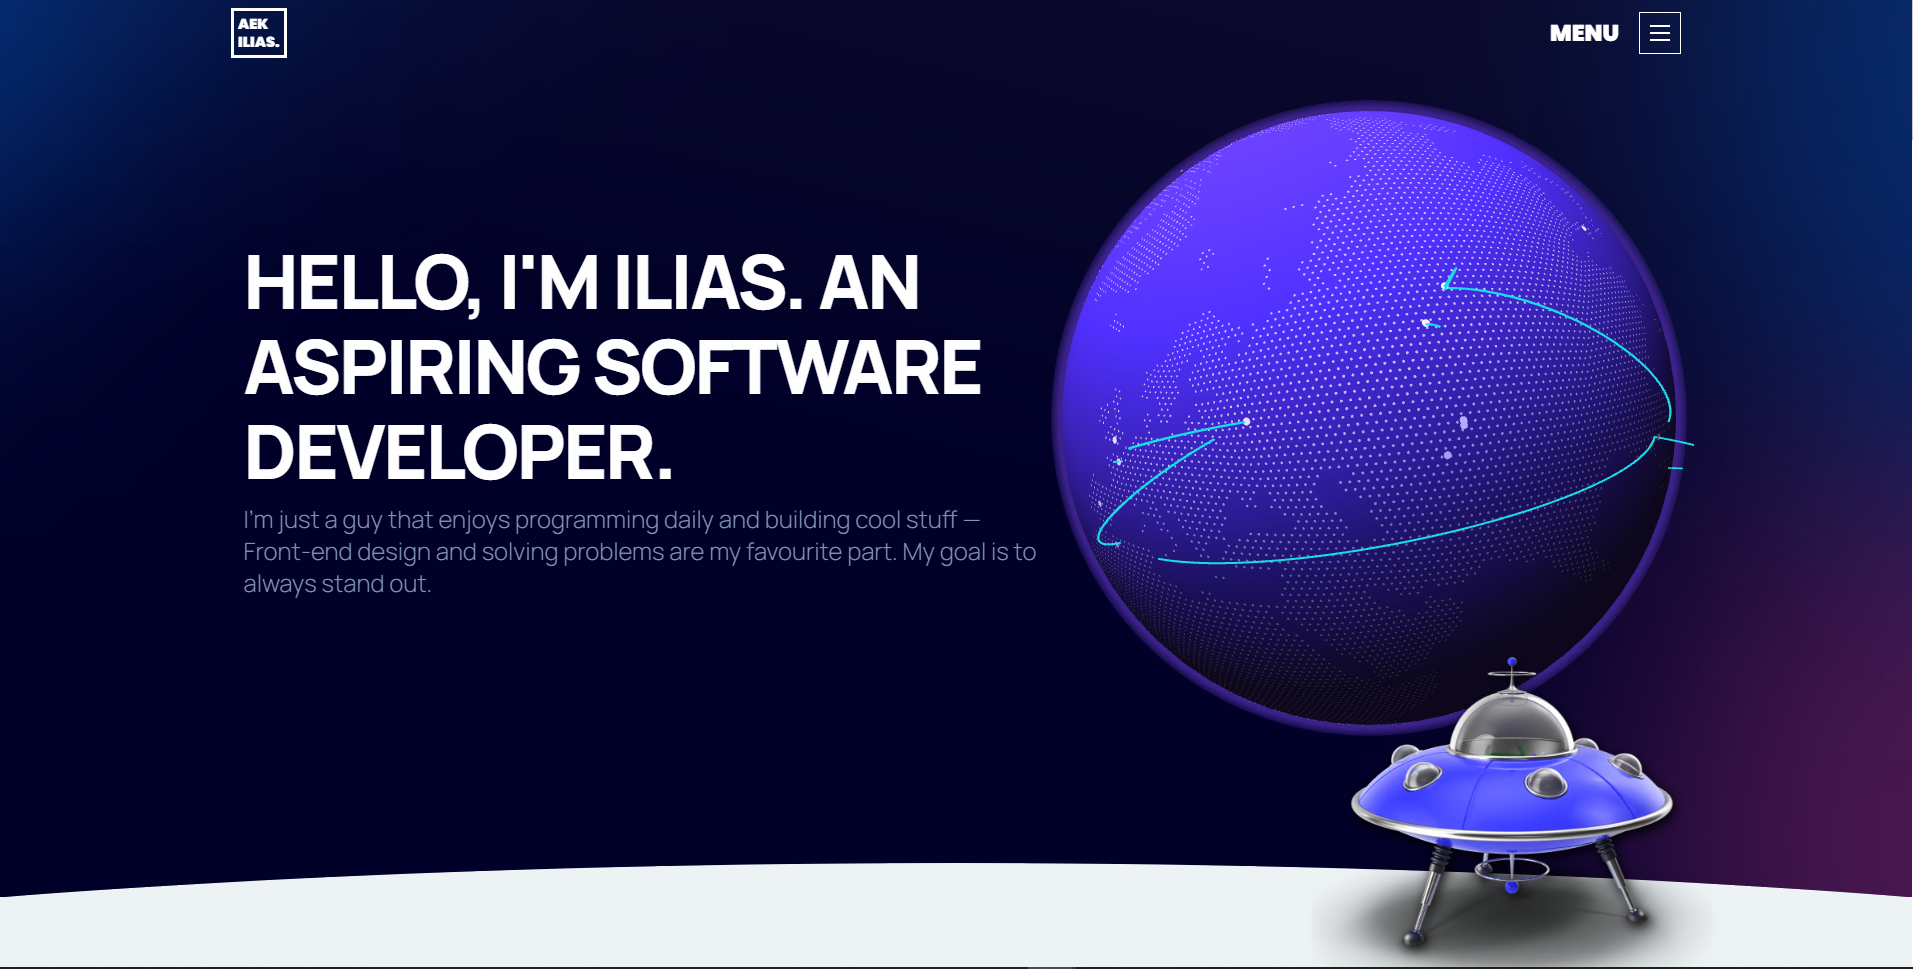 AEK
ILIAS.
MENU
HELLO, I'M ILIAS. AN
ASPIRING SOFTWARE
DEVELOPER.
I'm just a guy that enjoys programming daily and building cool stuff —
Front-end design and solving problems are my favourite part. My goal is to
always stand out.